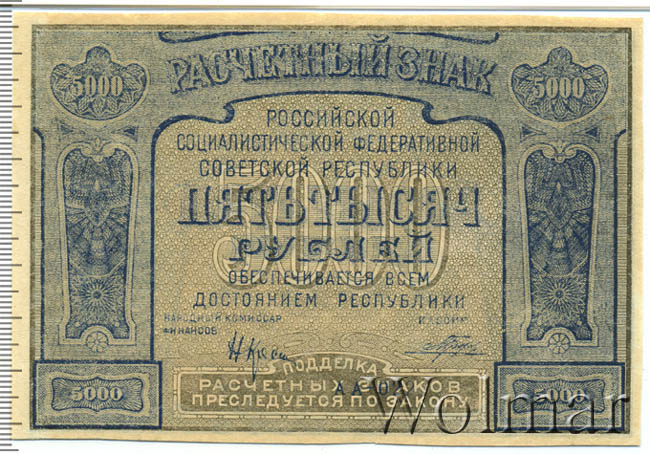 РАСЧЕТНЫЙ ЗНАК
5000 5000
РОССИЙСКОЙ
СОЦИАЛИСТИЧЕСКОЙ ФЕДЕРАТИВНОЙ
СОВЕТСКОЙ РЕСПУБЛИКИ
5000
ПЯТЬ ТЫСЯЧ
РУБЛЕЙ
ОБЕСПЕЧИВАЕТСЯ ВСЕМ
ДОСТОЯНИЕМ РЕСПУБЛИКИ
НАРОДНЫЙ КОМИССАР КАССИР
ФИНАНСОВ
ПОДДЕЛКА
РАСЧЕТНЫХ ЗНАКОВ
ПРЕСЛЕДУЕТСЯ ПО ЗАКОНУ
5000 5000
Wolmar